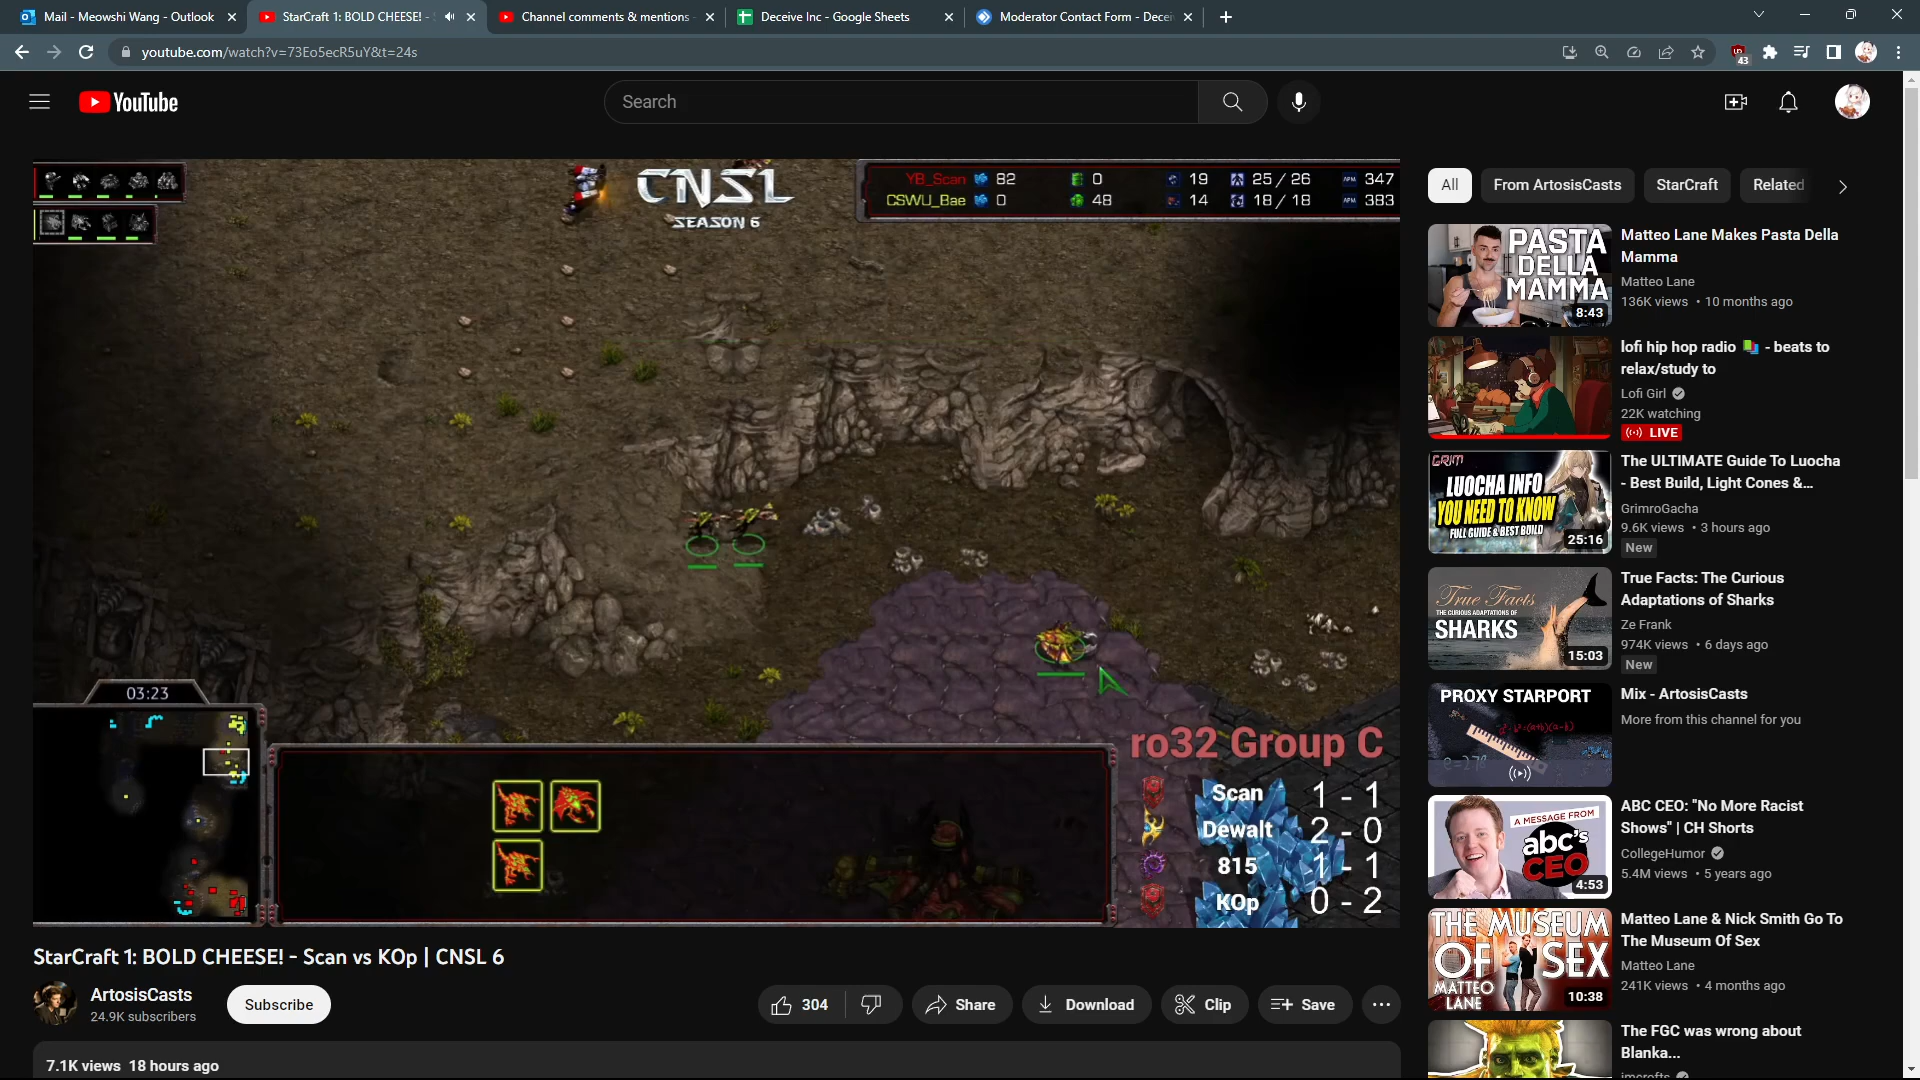 Mail - Meowshi Wang - Outlook
StarCraft 1: BOLD CHEESE! -
Channel comments & mentions -
Deceive Inc - Google Sheets
Moderator Contact Form - Decei
youtube.com/watch?v=73Eo5ecR5uY&t=24s
43
YouTube
Search
CNSL
SEASON 6
YB_Scan 82 0 19 25 / 26 APM 347
CSWU_Bae 0 48 14 18 / 18 APM 383
03:23
ro32 Group C
Scan 1 - 1
Dewalt 2 - 0
815 1 - 1
KOp 0 - 2
StarCraft 1: BOLD CHEESE! - Scan vs KOp | CNSL 6
ArtosisCasts
24.9K subscribers
Subscribe
304
Share
Download
Clip
Save
7.1K views 18 hours ago
All
From ArtosisCasts
StarCraft
Related
PASTA
DELLA
MAMMA
8:43
Matteo Lane Makes Pasta Della
Mamma
Matteo Lane
136K views • 10 months ago
lofi hip hop radio - beats to
relax/study to
Lofi Girl
22K watching
LIVE
GRIM
LUOCHA INFO
YOU NEED TO KNOW
FULL GUIDE & BEST BUILD
25:16
The ULTIMATE Guide To Luocha
- Best Build, Light Cones &...
GrimroGacha
9.6K views • 3 hours ago
New
True Facts
THE CURIOUS ADAPTATIONS OF
SHARKS
15:03
True Facts: The Curious
Adaptations of Sharks
Ze Frank
974K views • 6 days ago
New
PROXY STARPORT
Mix - ArtosisCasts
More from this channel for you
A MESSAGE FROM
abc's
CEO
4:53
ABC CEO: "No More Racist
Shows" | CH Shorts
CollegeHumor
5.4M views • 5 years ago
THE MUSEUM
OF SEX
MATTEO
LANE
10:38
Matteo Lane & Nick Smith Go To
The Museum Of Sex
Matteo Lane
241K views • 4 months ago
The FGC was wrong about
Blanka...